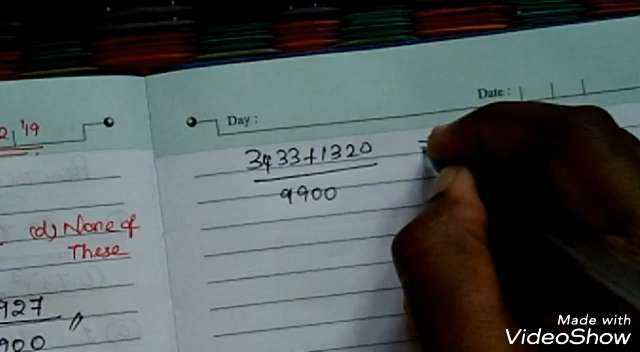 2 '19
(d) None of
These
927
900
Day :
Date :
3433+1320
9900
=
Made with
VideoShow